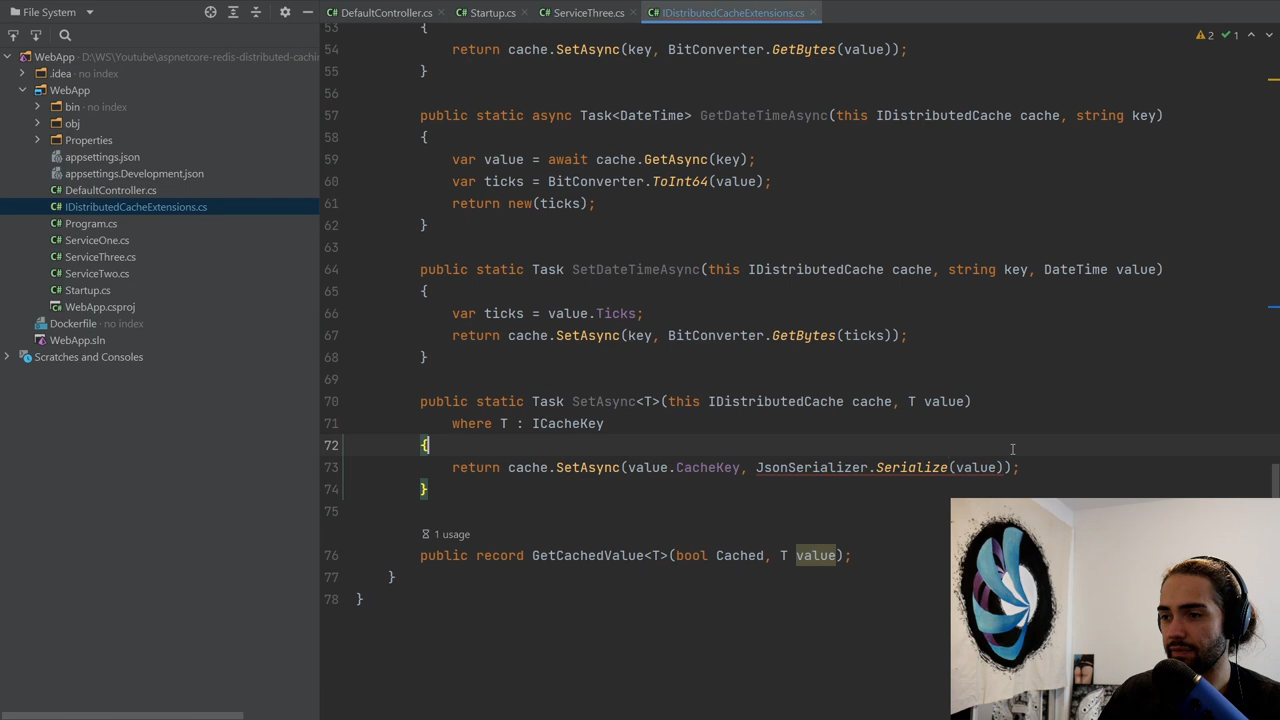 File System
DefaultController.cs
Startup.cs
ServiceThree.cs
IDistributedCacheExtensions.cs
WebApp D:\WS\Youtube\aspnetcore-redis-distributed-cachin
.idea no index
WebApp
bin no index
obj
Properties
appsettings.json
appsettings.Development.json
DefaultController.cs
IDistributedCacheExtensions.cs
Program.cs
ServiceOne.cs
ServiceThree.cs
ServiceTwo.cs
Startup.cs
WebApp.csproj
Dockerfile no index
WebApp.sln
Scratches and Consoles
2 1
53 {
54 return cache.SetAsync(key, BitConverter.GetBytes(value));
55 }
56
57 public static async Task<DateTime> GetDateTimeAsync(this IDistributedCache cache, string key)
58 {
59 var value = await cache.GetAsync(key);
60 var ticks = BitConverter.ToInt64(value);
61 return new(ticks);
62 }
63
64 public static Task SetDateTimeAsync(this IDistributedCache cache, string key, DateTime value)
65 {
66 var ticks = value.Ticks;
67 return cache.SetAsync(key, BitConverter.GetBytes(ticks));
68 }
69
70 public static Task SetAsync<T>(this IDistributedCache cache, T value)
71 where T : ICacheKey
72 {
73 return cache.SetAsync(value.CacheKey, JsonSerializer.Serialize(value));
74 }
75
1 usage
76 public record GetCachedValue<T>(bool Cached, T value);
77 }
78 }